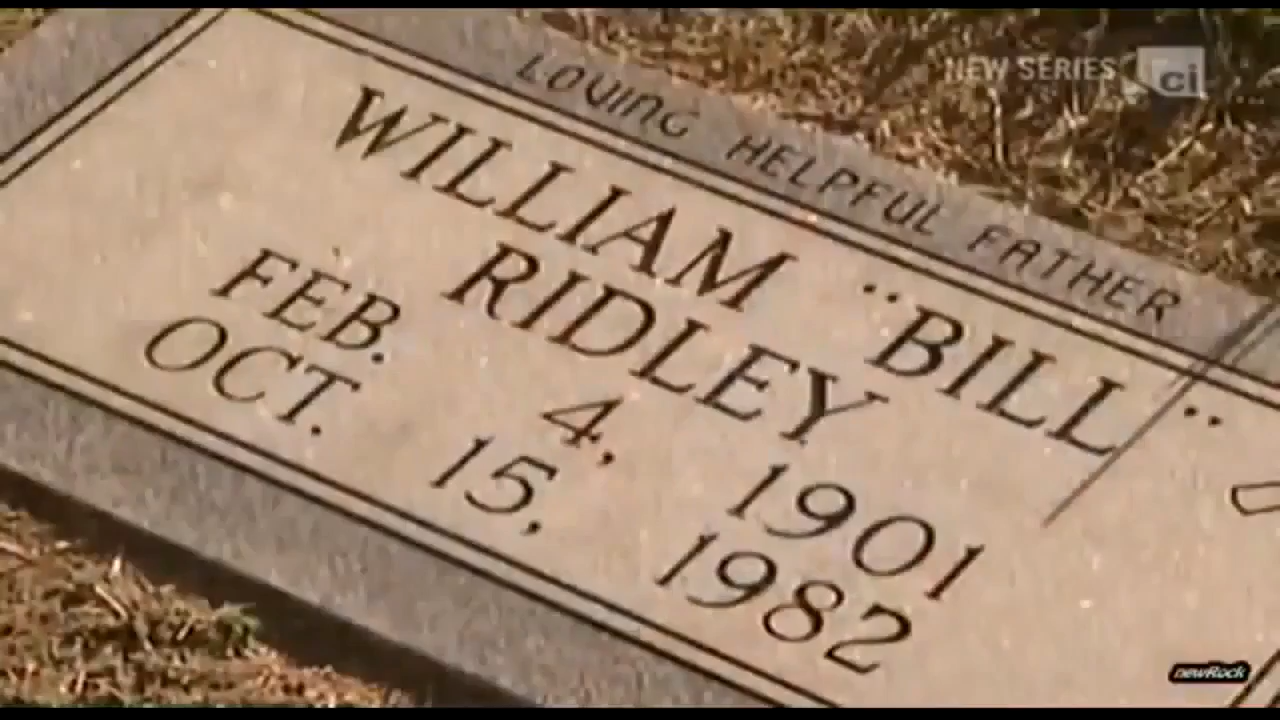 NEW SERIES ci
LOVING HELPFUL FATHER
WILLIAM "BILL"
RIDLEY
FEB. 4, 1901
OCT. 15, 1982
newRock